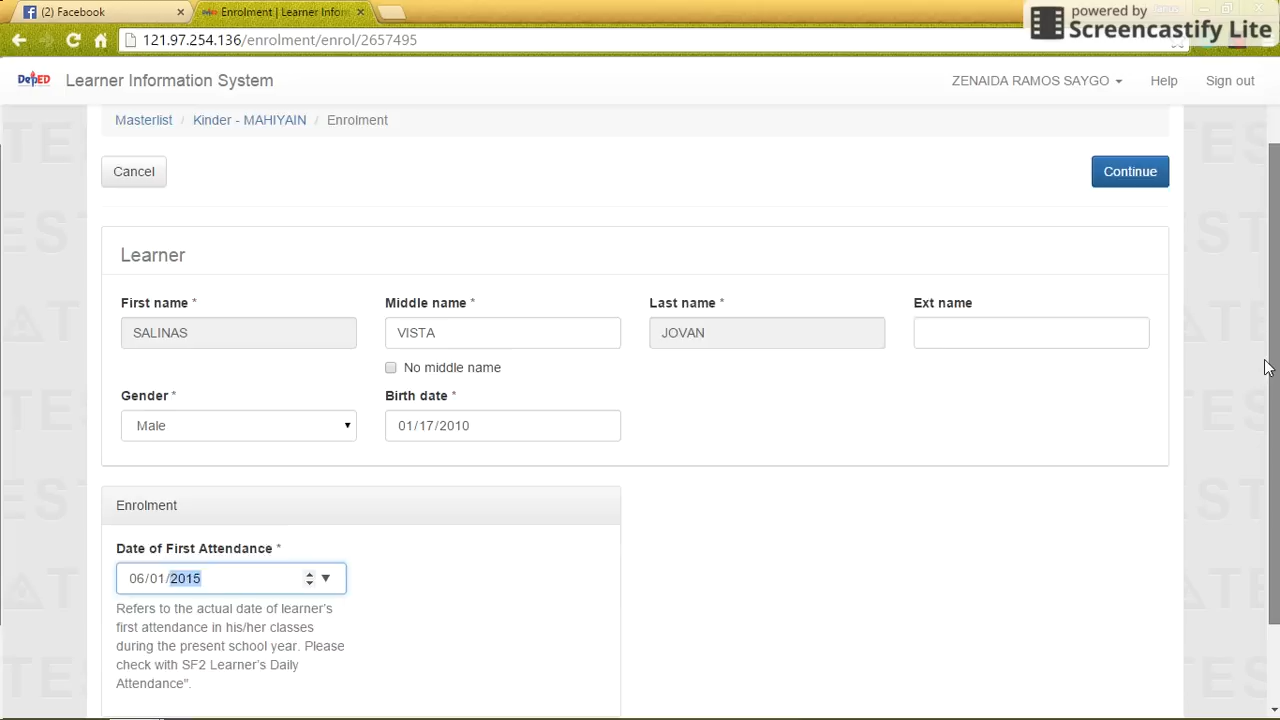 (2) Facebook
Enrolment | Learner Inform
powered by
Screencastify Lite
121.97.254.136/enrolment/enrol/2657495
DepED
Learner Information System
ZENAIDA RAMOS SAYGO
Help
Sign out
Masterlist / Kinder - MAHIYAIN / Enrolment
Cancel
Continue
Learner
First name *
Middle name *
Last name *
Ext name
SALINAS
VISTA
JOVAN
No middle name
Gender *
Birth date *
Male
01/17/2010
Enrolment
Date of First Attendance *
06/01/2015
Refers to the actual date of learner's
first attendance in his/her classes
during the present school year. Please
check with SF2 Learner's Daily
Attendance".